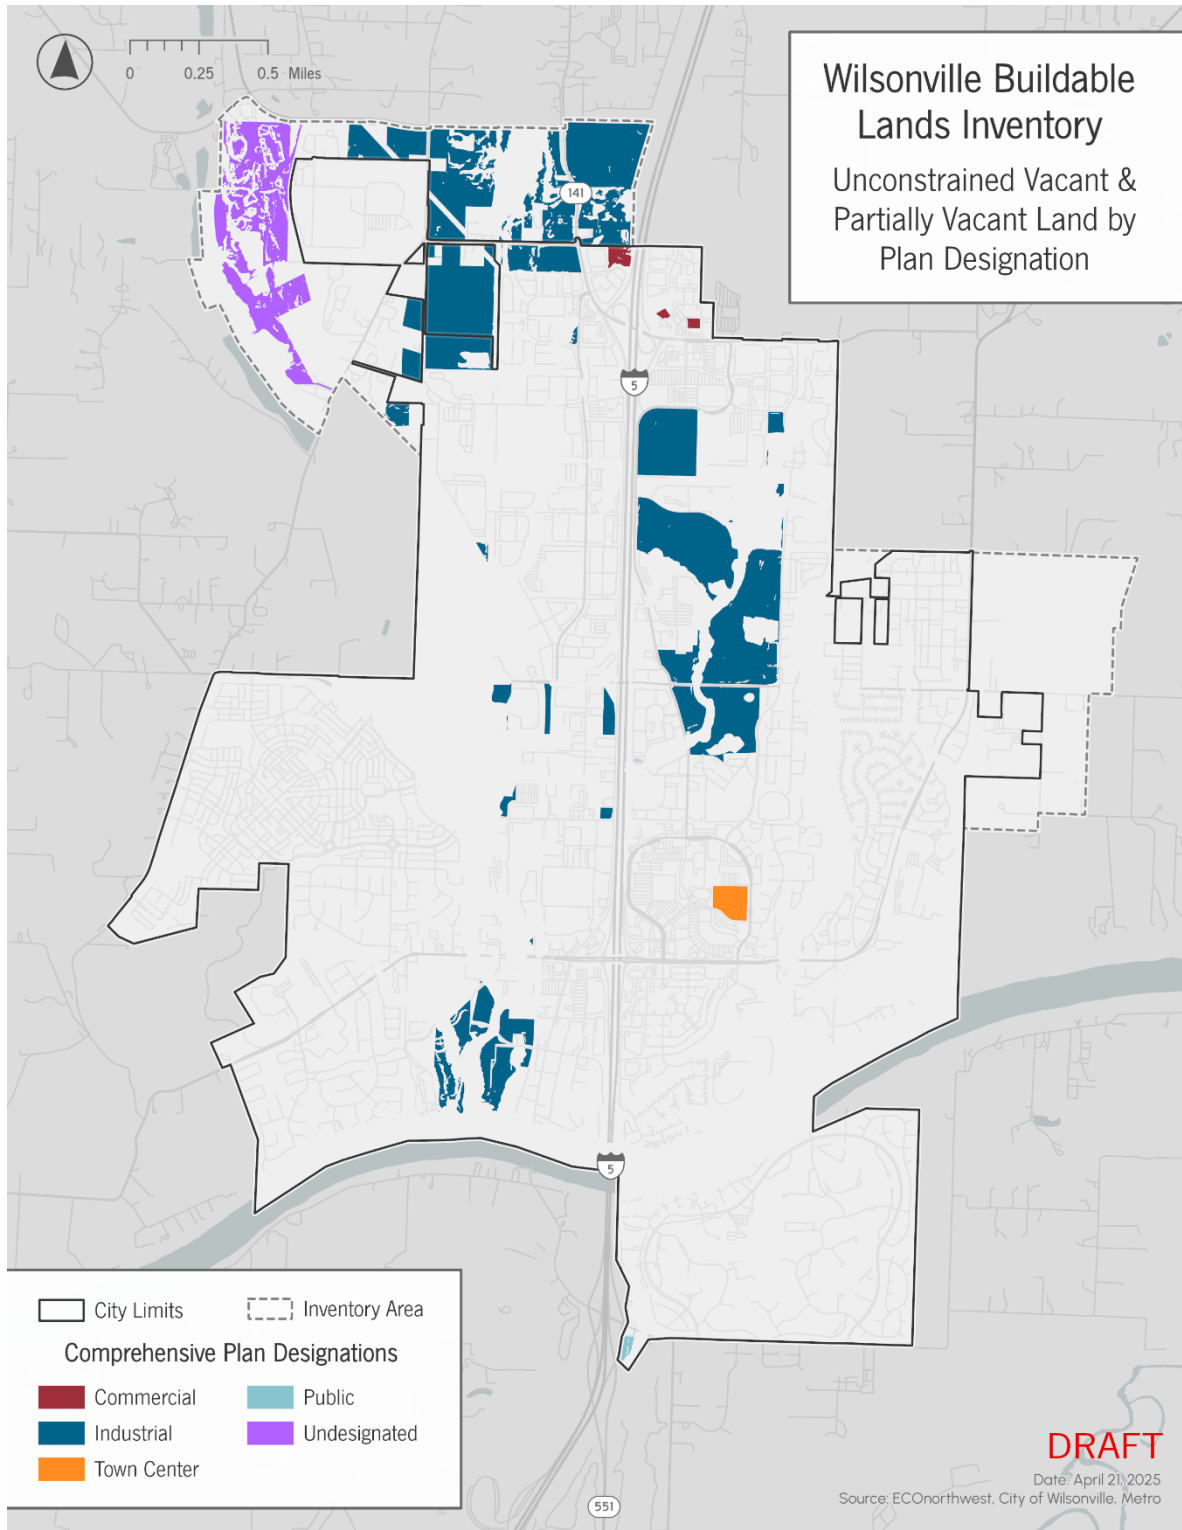 0 0.25 0.5 Miles
Wilsonville Buildable
Lands Inventory
Unconstrained Vacant &
Partially Vacant Land by
Plan Designation
141
5
5
City Limits
Inventory Area
Comprehensive Plan Designations
Commercial
Public
Industrial
Undesignated
Town Center
DRAFT
Date: April 21, 2025
Source: ECOnorthwest, City of Wilsonville, Metro
551